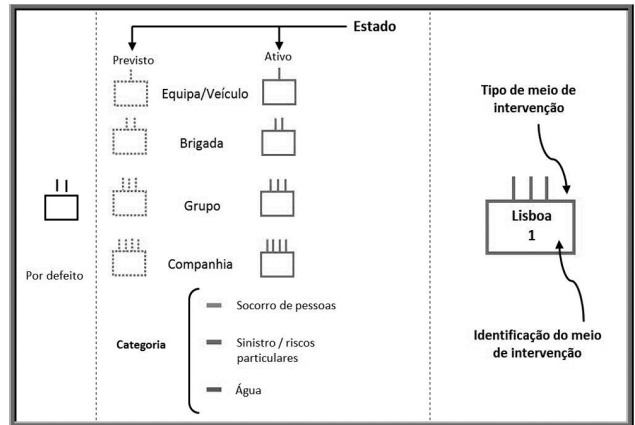 Estado
Previsto
Ativo
Equipa/Veículo
Brigada
Grupo
Companhia
Por defeito
Categoria
Socorro de pessoas
Sinistro / riscos
particulares
Água
Tipo de meio de
intervenção
Lisboa
1
Identificação do meio
de intervenção